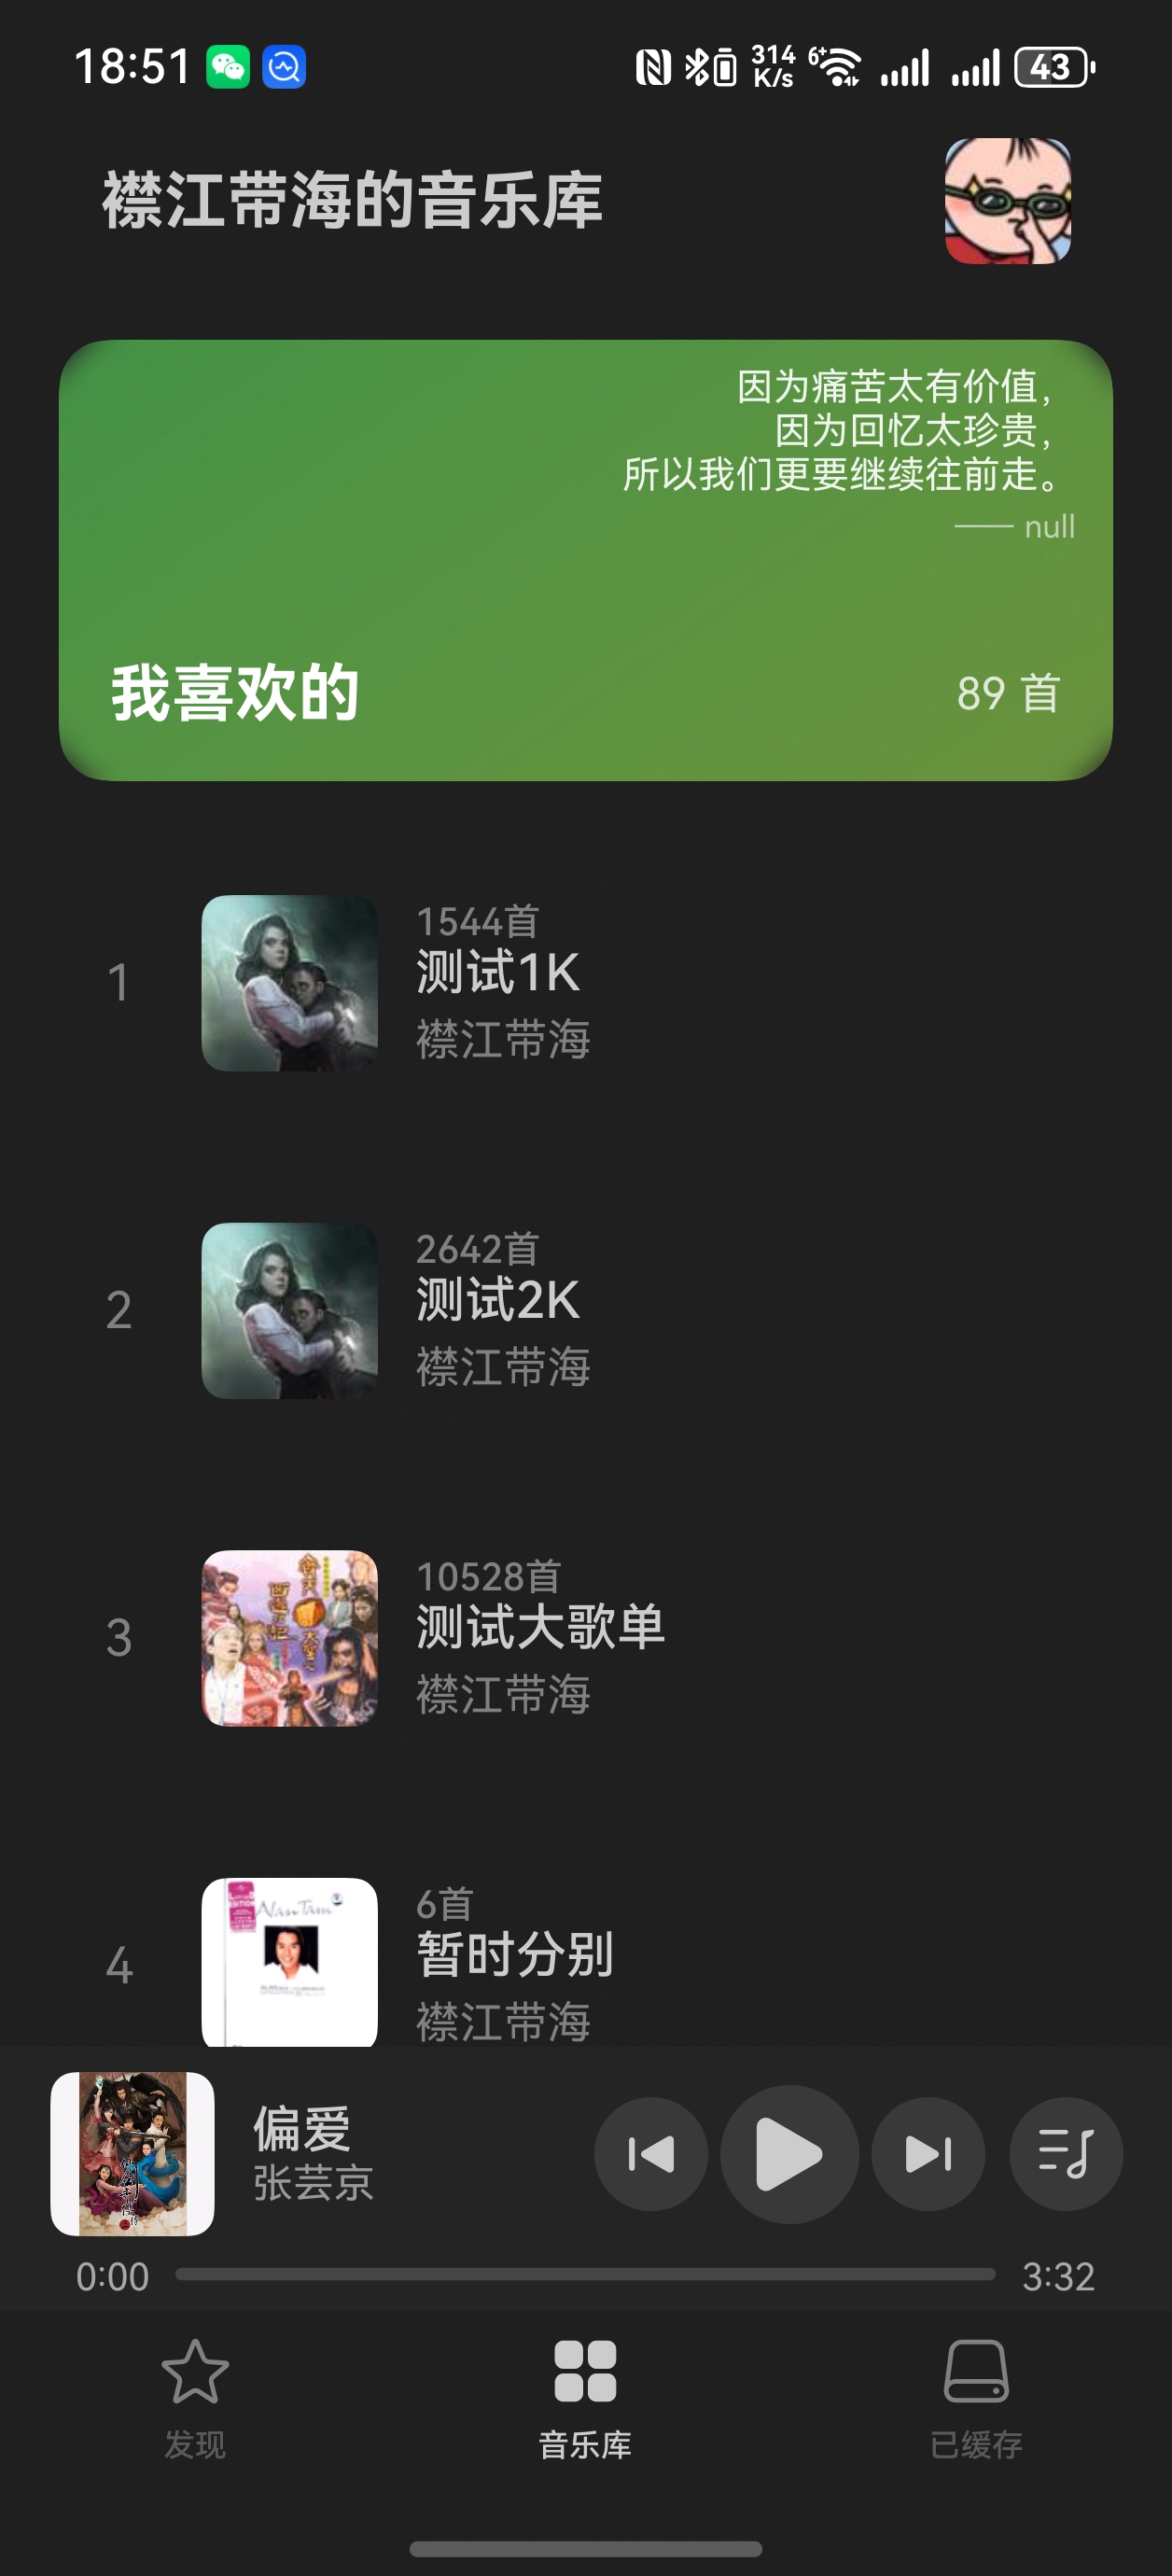 18:51
314
K/s
6+
43
襟江带海的音乐库
因为痛苦太有价值，
因为回忆太珍贵，
所以我们更要继续往前走。
—— null
我喜欢的
89 首
1
1544首
测试1K
襟江带海
2
2642首
测试2K
襟江带海
3
10528首
测试大歌单
襟江带海
4
6首
暂时分别
襟江带海
偏爱
张芸京
0:00
3:32
发现
音乐库
已缓存